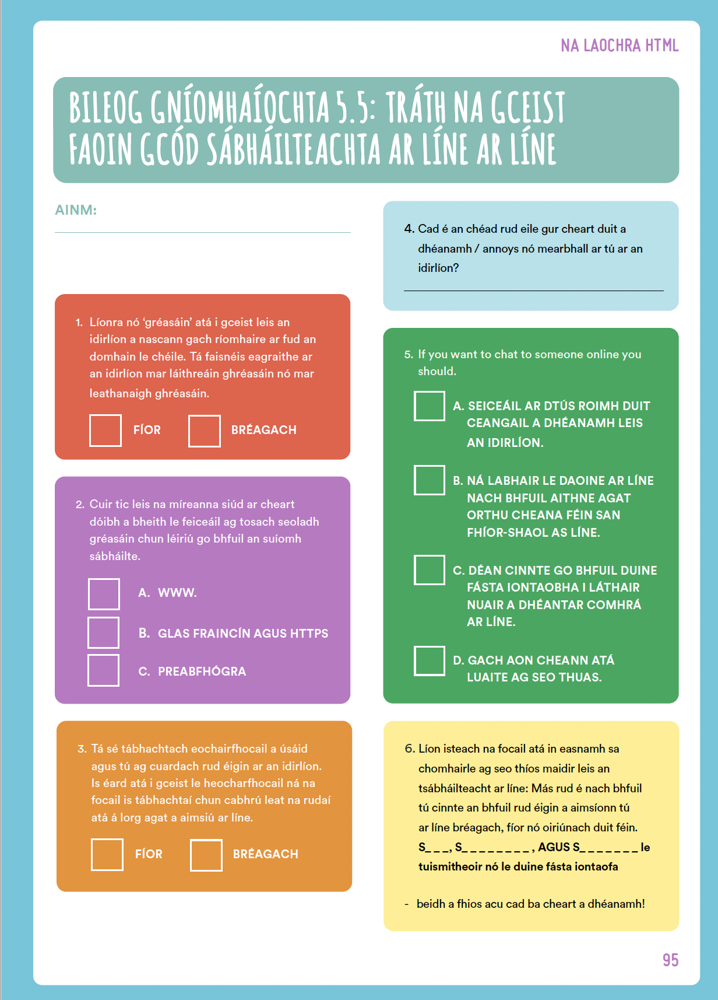 NA LAOCHRA HTML
BILEOG GNÍOMHAÍOCHTA 5.5: TRÁTH NA GCEIST
FAOIN GCÓD SÁBHÁILTEACHTA AR LÍNE AR LÍNE
AINM:
1. Líonra nó ‘gréasáin’ atá i gceist leis an
idirlíon a nascann gach ríomhaire ar fud an
domhain le chéile. Tá faisnéis eagraithe ar
an idirlíon mar láithreáin ghréasáin nó mar
leathanaigh ghréasáin.
FÍOR BRÉAGACH
2. Cuir tic leis na míreanna siúd ar cheart
dóibh a bheith le feiceáil ag tosach seoladh
gréasáin chun léiriú go bhfuil an suíomh
sábháilte.
A. WWW.
B. GLAS FRAINCÍN AGUS HTTPS
C. PREABFHÓGRA
3. Tá sé tábhachtach eochairfhocail a úsáid
agus tú ag cuardach rud éigin ar an idirlíon.
Is éard atá i gceist le heocharfhocail ná na
focail is tábhachtaí chun cabhrú leat na rudaí
atá á lorg agat a aimsiú ar líne.
FÍOR BRÉAGACH
4. Cad é an chéad rud eile gur cheart duit a
dhéanamh / annoys nó mearbhall ar tú ar an
idirlíon?
5. If you want to chat to someone online you
should.
A. SEICEÁIL AR DTÚS ROIMH DUIT
CEANGAIL A DHÉANAMH LEIS
AN IDIRLÍON.
B. NÁ LABHAIR LE DAOINE AR LÍNE
NACH BHFUIL AITHNE AGAT
ORTHU CHEANA FÉIN SAN
FHÍOR-SHAOL AS LÍNE.
C. DÉAN CINNTE GO BHFUIL DUINE
FÁSTA IONTAOBHA I LÁTHAIR
NUAIR A DHÉANTAR COMHRÁ
AR LÍNE.
D. GACH AON CHEANN ATÁ
LUAITE AG SEO THUAS.
6. Líon isteach na focail atá in easnamh sa
chomhairle ag seo thíos maidir leis an
tsábháilteacht ar líne: Más rud é nach bhfuil
tú cinnte an bhfuil rud éigin a aimsíonn tú
ar líne bréagach, fíor nó oiriúnach duit féin.
S_ _ _, S_ _ _ _ _ _ _ _ , AGUS S_ _ _ _ _ _ _ le
tuismitheoir nó le duine fásta iontaofa
- beidh a fhios acu cad ba cheart a dhéanamh!
95